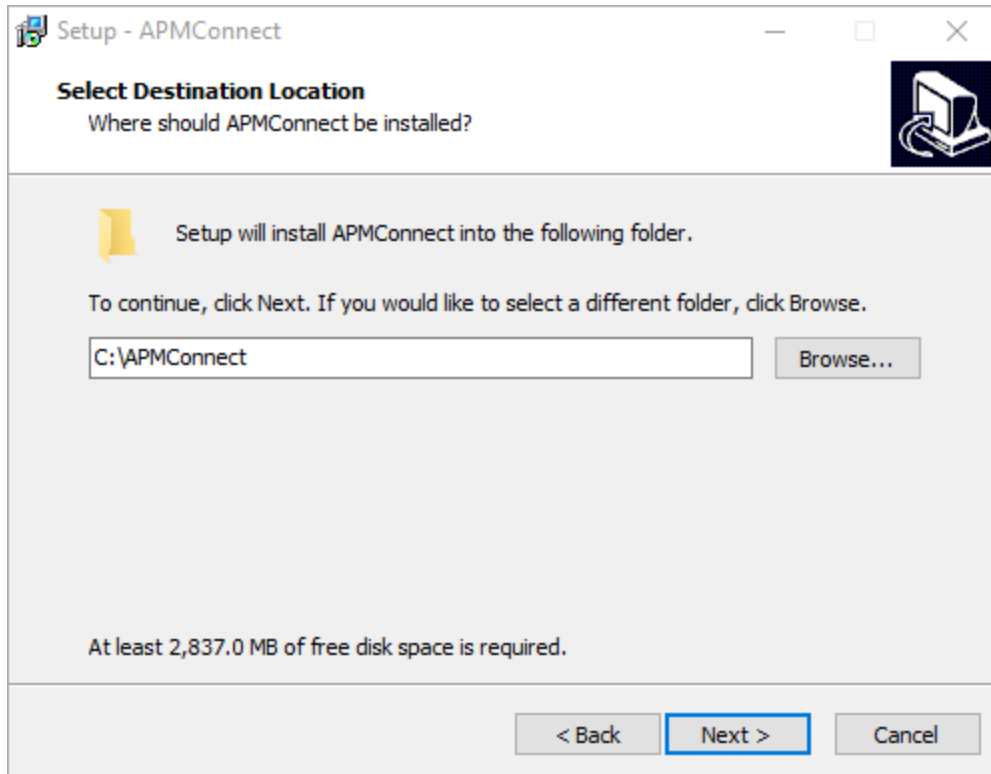 Setup - APMConnect
Select Destination Location
Where should APMConnect be installed?
Setup will install APMConnect into the following folder.
To continue, click Next. If you would like to select a different folder, click Browse.
C:\APMConnect
Browse...
At least 2,837.0 MB of free disk space is required.
< Back
Next >
Cancel